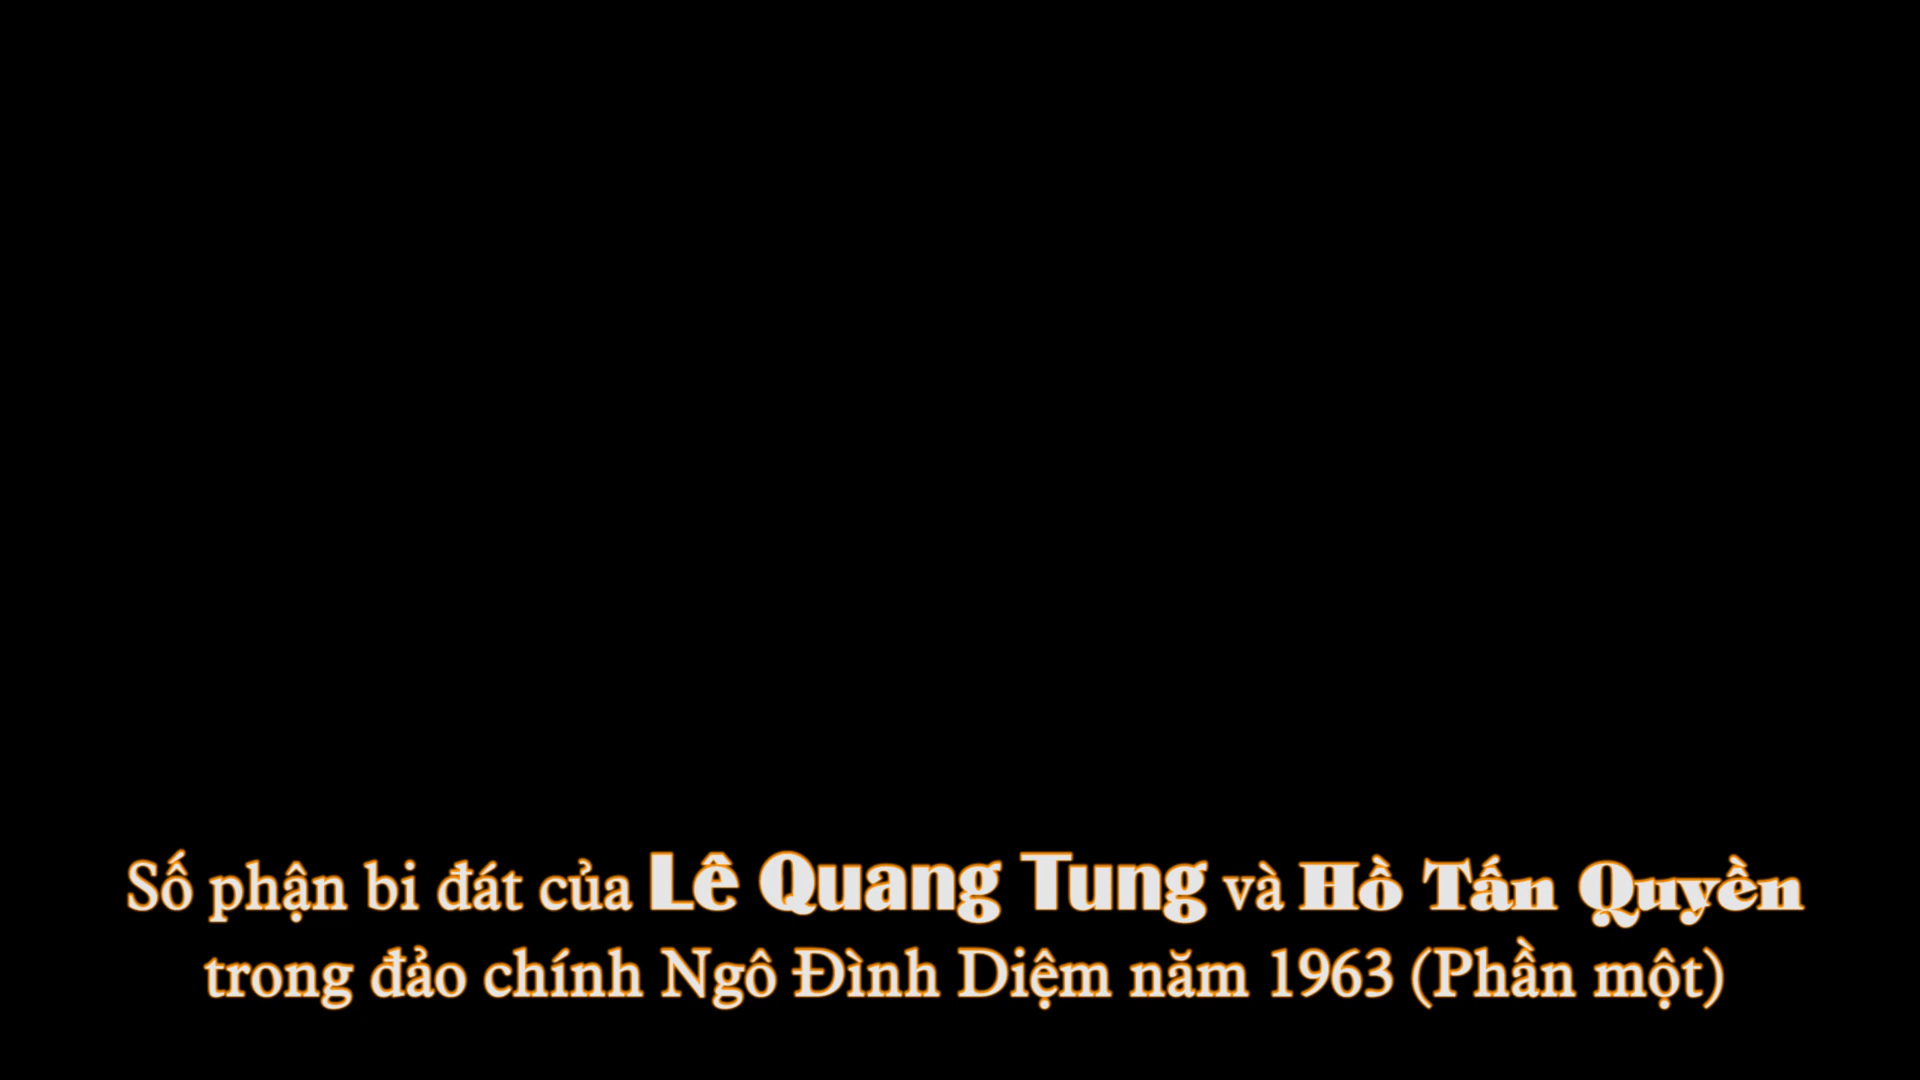 Số phận bi đát của Lê Quang Tung và Hồ Tấn Quyền
trong đảo chính Ngô Đình Diệm năm 1963 (Phần một)